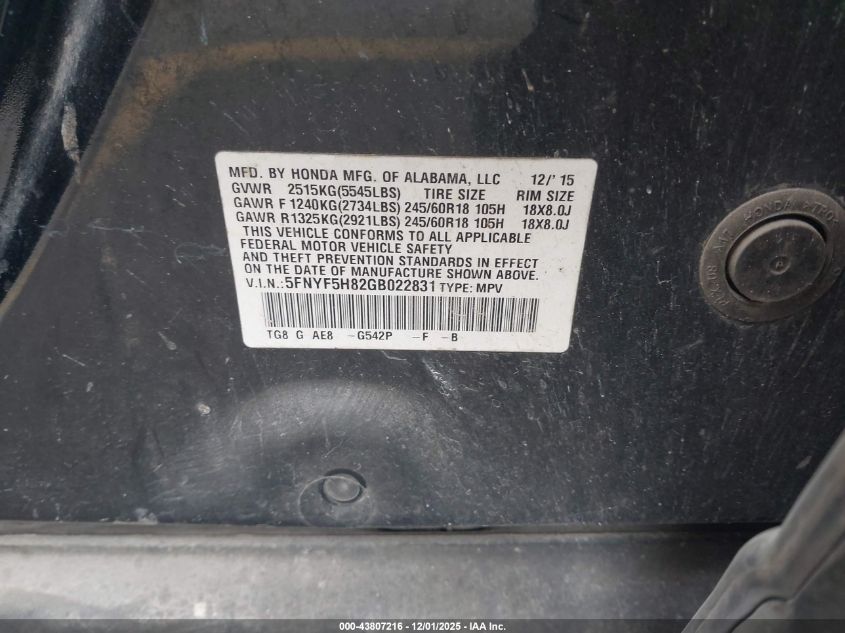 MFD. BY HONDA MFG. OF ALABAMA, LLC 12/'15
GVWR 2515KG(5545LBS) TIRE SIZE RIM SIZE
GAWR F 1240KG(2734LBS) 245/60R18 105H 18X8.0J
GAWR R1325KG(2921LBS) 245/60R18 105H 18X8.0J
THIS VEHICLE CONFORMS TO ALL APPLICABLE
FEDERAL MOTOR VEHICLE SAFETY
AND THEFT PREVENTION STANDARDS IN EFFECT
ON THE DATE OF MANUFACTURE SHOWN ABOVE.
V.I.N.: 5FNYF5H82GB022831 TYPE: MPV
TG8 G AE8 -G542P -F -B
HONDA
000-43807216 - 12/01/2025 - IAA Inc.